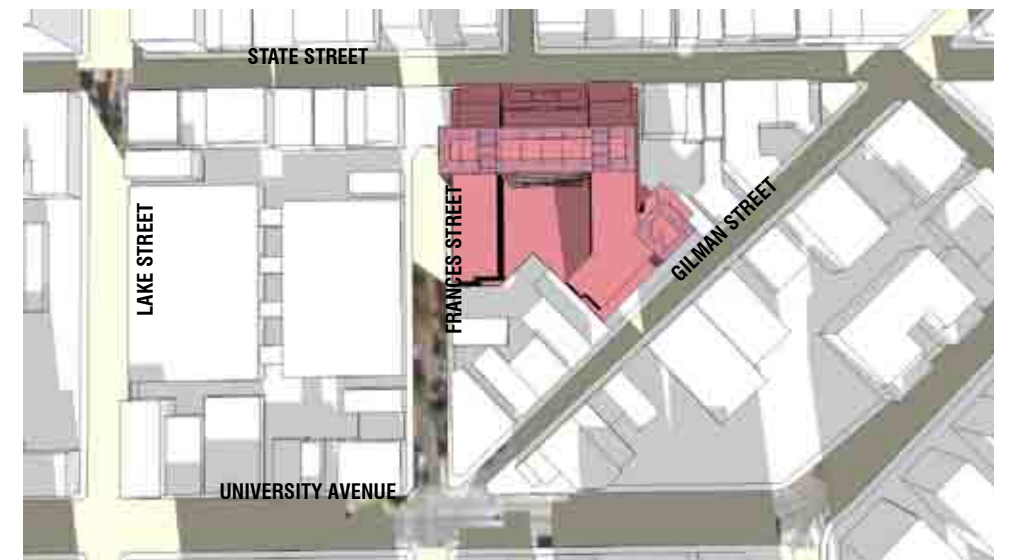 STATE STREET
LAKE STREET
FRANCES STREET
GILMAN STREET
UNIVERSITY AVENUE